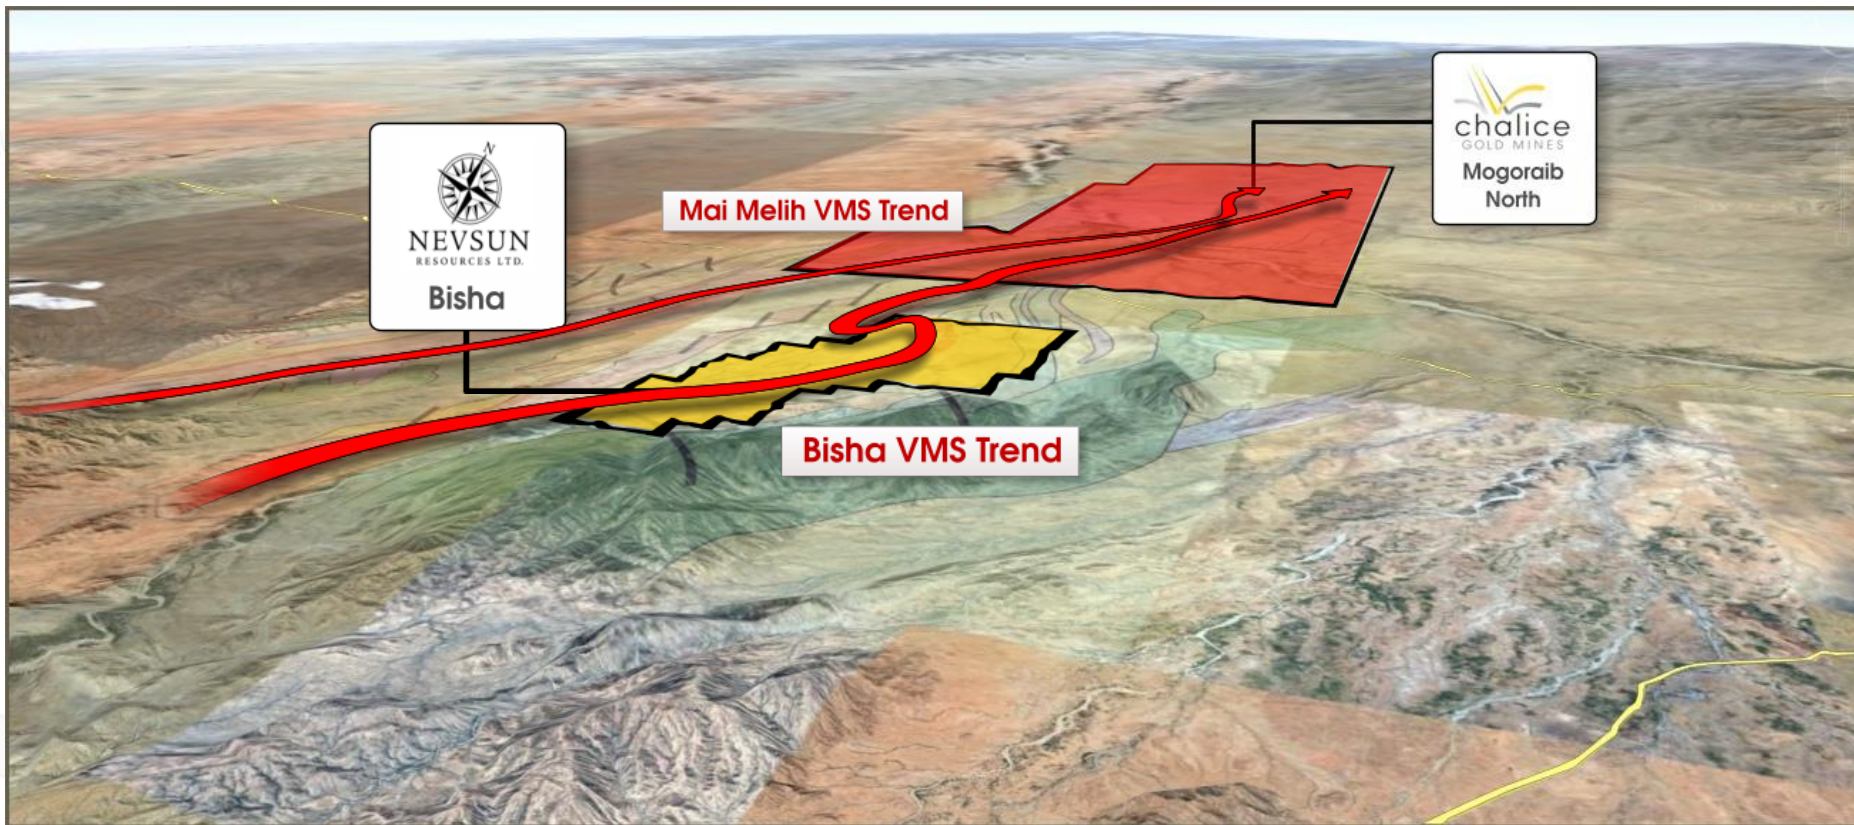 N
NEVSUN
RESOURCES LTD.
Bisha
Mai Melih VMS Trend
chalice
GOLD MINES
Mogoraib
North
Bisha VMS Trend